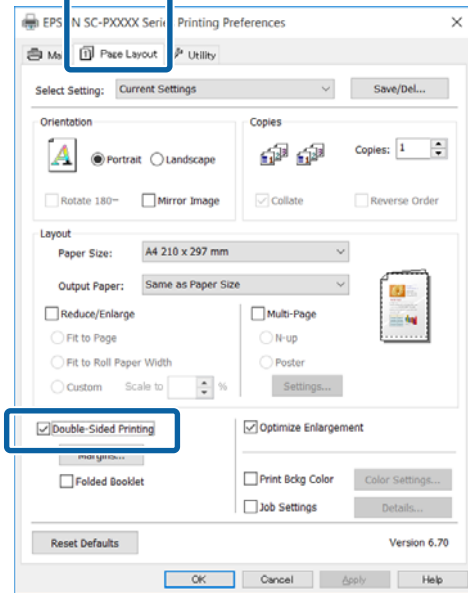 EPS N SC-PXXXX Serie Printing Preferences
Ma Page Layout Utility
Select Setting: Current Settings Save/Del...
Orientation Copies
Portrait Landscape Copies: 1
Rotate 180° Mirror Image Collate Reverse Order
Layout
Paper Size: A4 210 x 297 mm
Output Paper: Same as Paper Size
Reduce/Enlarge Multi-Page
Fit to Page N-up
Fit to Roll Paper Width Poster
Custom Scale to % Settings...
Double-Sided Printing Optimize Enlargement
Margins...
Folded Booklet Print Bckg Color Color Settings...
Job Settings Details...
Reset Defaults Version 6.70
OK Cancel Apply Help